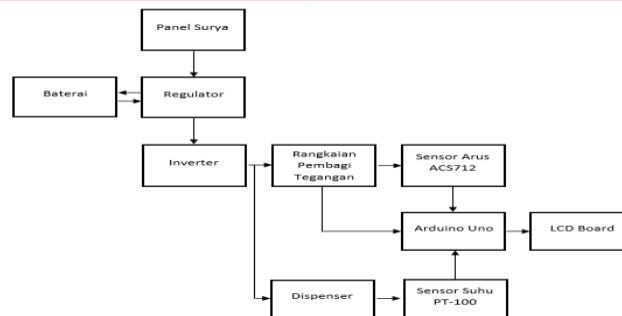 Panel Surya
Baterai
Regulator
Inverter
Rangkaian
Pembagi
Tegangan
Sensor Arus
ACS712
Arduino Uno
LCD Board
Dispenser
Sensor Suhu
PT-100